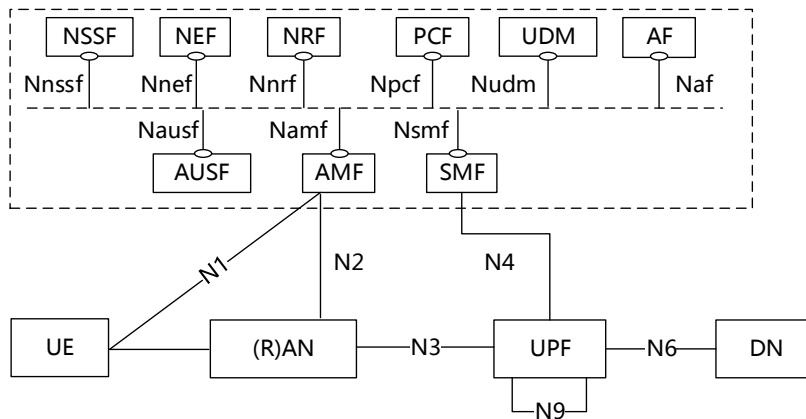 NSSF NEF NRF PCF UDM AF
Nnssf Nnef Nnrf Npcf Nudm Naf
Nausf Namf Nsmf
AUSF AMF SMF
N1 N2 N4
UE (R)AN N3 UPF N6 DN
N9